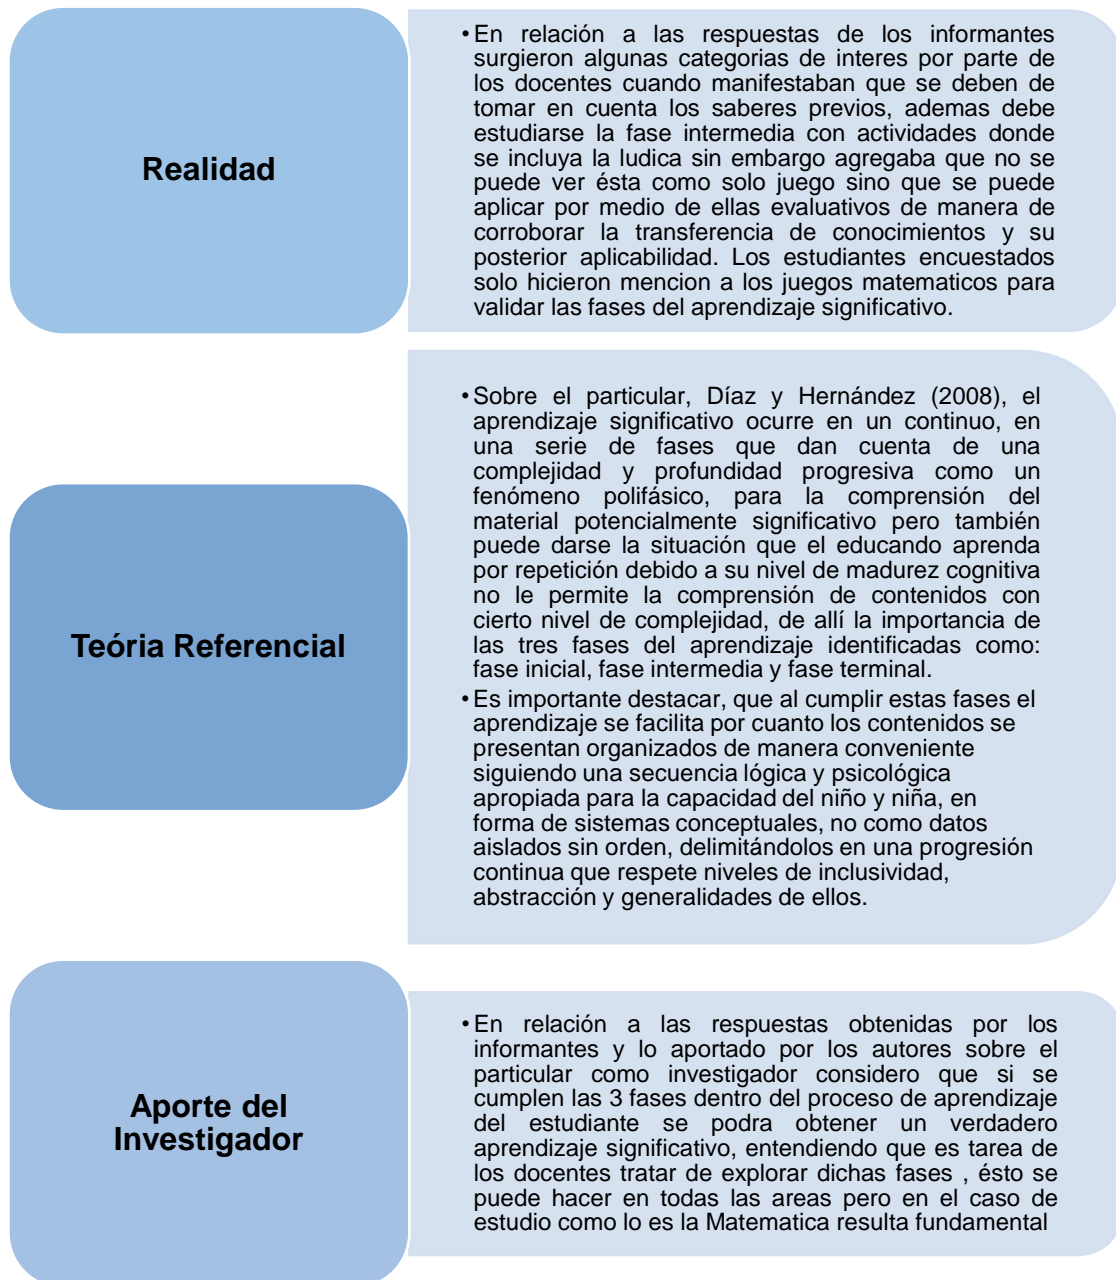 Realidad
•En relación a las respuestas de los informantes
surgieron algunas categorias de interes por parte de
los docentes cuando manifestaban que se deben de
tomar en cuenta los saberes previos, ademas debe
estudiarse la fase intermedia con actividades donde
se incluya la ludica sin embargo agregaba que no se
puede ver ésta como solo juego sino que se puede
aplicar por medio de ellas evaluativos de manera de
corroborar la transferencia de conocimientos y su
posterior aplicabilidad. Los estudiantes encuestados
solo hicieron mencion a los juegos matematicos para
validar las fases del aprendizaje significativo.
Teória Referencial
•Sobre el particular, Díaz y Hernández (2008), el
aprendizaje significativo ocurre en un continuo, en
una serie de fases que dan cuenta de una
complejidad y profundidad progresiva como un
fenómeno polifásico, para la comprensión del
material potencialmente significativo pero también
puede darse la situación que el educando aprenda
por repetición debido a su nivel de madurez cognitiva
no le permite la comprensión de contenidos con
cierto nivel de complejidad, de allí la importancia de
las tres fases del aprendizaje identificadas como:
fase inicial, fase intermedia y fase terminal.
•Es importante destacar, que al cumplir estas fases el
aprendizaje se facilita por cuanto los contenidos se
presentan organizados de manera conveniente
siguiendo una secuencia lógica y psicológica
apropiada para la capacidad del niño y niña, en
forma de sistemas conceptuales, no como datos
aislados sin orden, delimitándolos en una progresión
continua que respete niveles de inclusividad,
abstracción y generalidades de ellos.
Aporte del
Investigador
•En relación a las respuestas obtenidas por los
informantes y lo aportado por los autores sobre el
particular como investigador considero que si se
cumplen las 3 fases dentro del proceso de aprendizaje
del estudiante se podra obtener un verdadero
aprendizaje significativo, entendiendo que es tarea de
los docentes tratar de explorar dichas fases , ésto se
puede hacer en todas las areas pero en el caso de
estudio como lo es la Matematica resulta fundamental